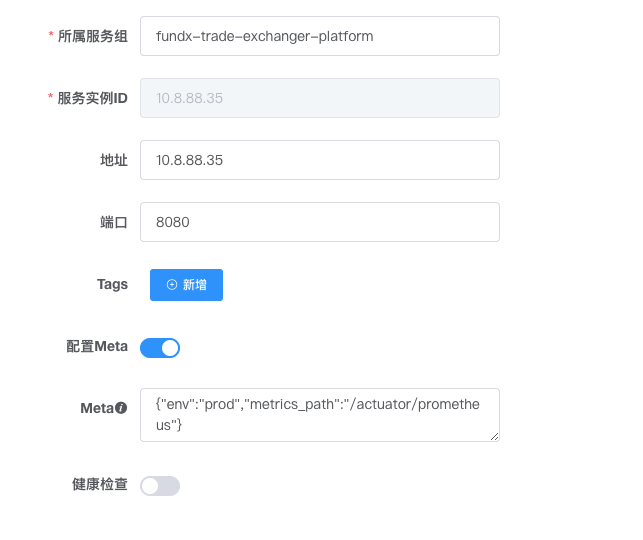 * 所属服务组 fundx-trade-exchanger-platform
* 服务实例ID 10.8.88.35
地址 10.8.88.35
端口 8080
Tags 新增
配置Meta
Meta {"env":"prod","metrics_path":"/actuator/promethe
us"}
健康检查